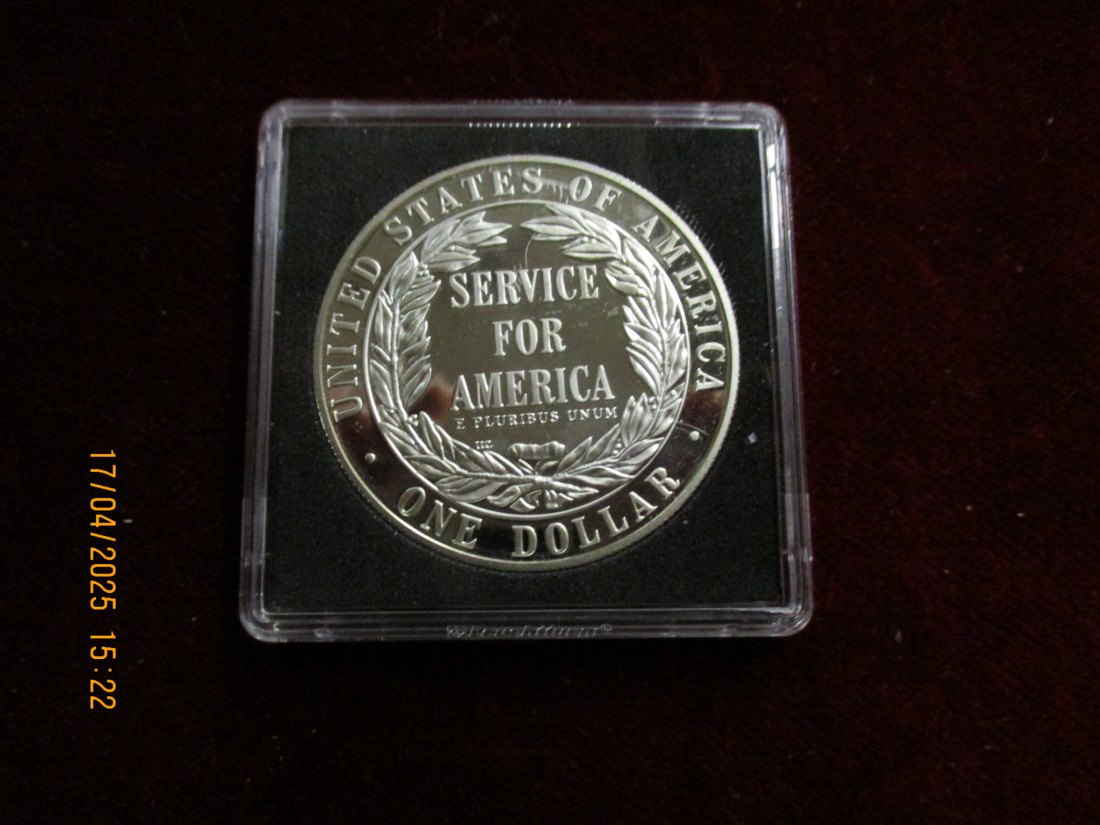 UNITED STATES OF AMERICA
SERVICE
FOR
AMERICA
E PLURIBUS UNUM
ONE DOLLAR
17/04/2025 15:22